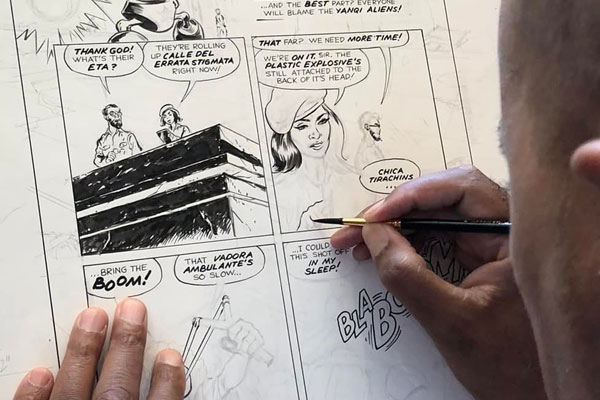 ...AND THE BEST PART? EVERYONE
WILL BLAME THE YANQI ALIENS!
THANK GOD!
WHAT'S THEIR
ETA?
THEY'RE ROLLING
UP CALLE DEL
ERRATA STIGMATA
RIGHT NOW!
THAT FAR? WE NEED MORE TIME!
WE'RE ON IT, SIR. THE
PLASTIC EXPLOSIVE'S
STILL ATTACHED TO THE
BACK OF IT'S HEAD!
CHICA
TIRACHINS
...
...BRING THE
BOOM!
THAT VADORA
AMBULANTE'S
SO SLOW...
...I COULD
THIS SHOT OFF
IN MY
SLEEP!